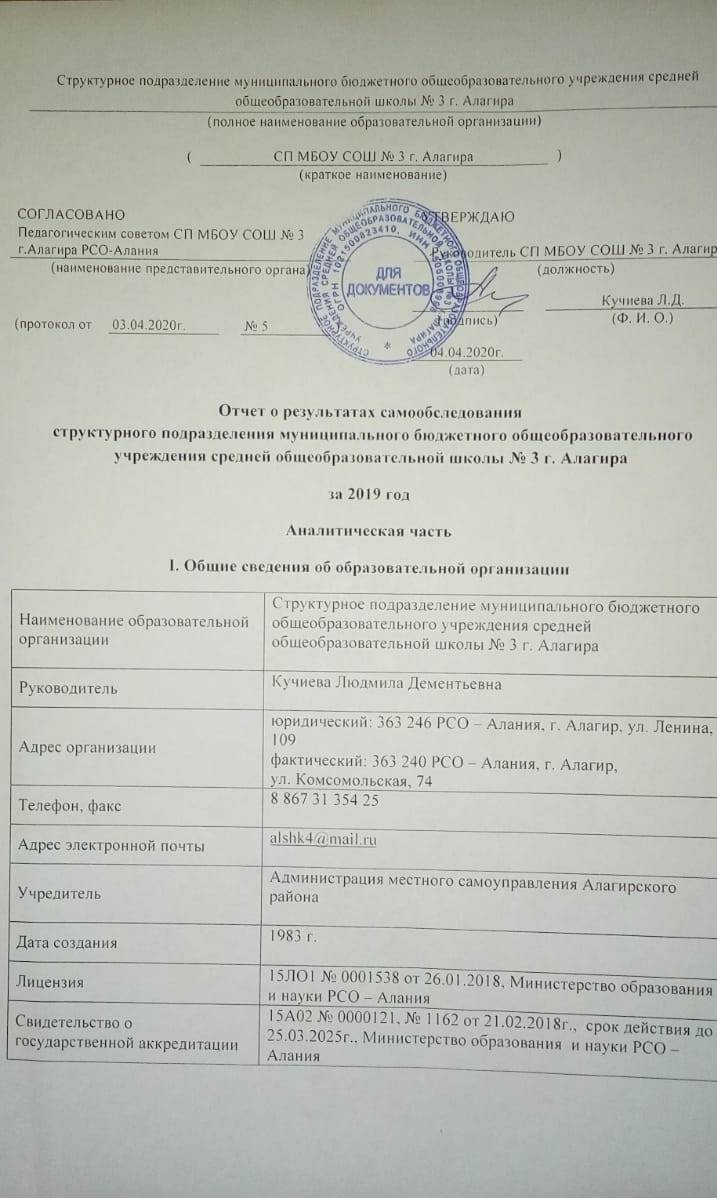 Структурное подразделение муниципального бюджетного общеобразовательного учреждения средней
общеобразовательной школы № 3 г. Алагира
(полное наименование образовательной организации)
( СП МБОУ СОШ № 3 г. Алагира )
(краткое наименование)
СОГЛАСОВАНО
Педагогическим советом СП МБОУ СОШ № 3
г.Алагира РСО-Алания
(наименование представительного органа)
(протокол от 03.04.2020г. № 5
УТВЕРЖДАЮ
Руководитель СП МБОУ СОШ № 3 г. Алагир
(должность)
Кучиева Л.Д.
(подпись) (Ф. И. О.)
04.04.2020г.
(дата)
ДЛЯ
ДОКУМЕНТОВ
Отчет о результатах самообследования
структурного подразделения муниципального бюджетного общеобразовательного
учреждения средней общеобразовательной школы № 3 г. Алагира
за 2019 год
Аналитическая часть
I. Общие сведения об образовательной организации
Наименование образовательной
организации
Структурное подразделение муниципального бюджетного
общеобразовательного учреждения средней
общеобразовательной школы № 3 г. Алагира
Руководитель
Кучиева Людмила Дементьевна
Адрес организации
юридический: 363 246 РСО – Алания, г. Алагир, ул. Ленина,
109
фактический: 363 240 РСО – Алания, г. Алагир,
ул. Комсомольская, 74
Телефон, факс
8 867 31 354 25
Адрес электронной почты
alshk4@mail.ru
Учредитель
Администрация местного самоуправления Алагирского
района
Дата создания
1983 г.
Лицензия
15ЛО1 № 0001538 от 26.01.2018, Министерство образования
и науки РСО – Алания
Свидетельство о
государственной аккредитации
15А02 № 0000121, № 1162 от 21.02.2018г., срок действия до
25.03.2025г., Министерство образования и науки РСО –
Алания